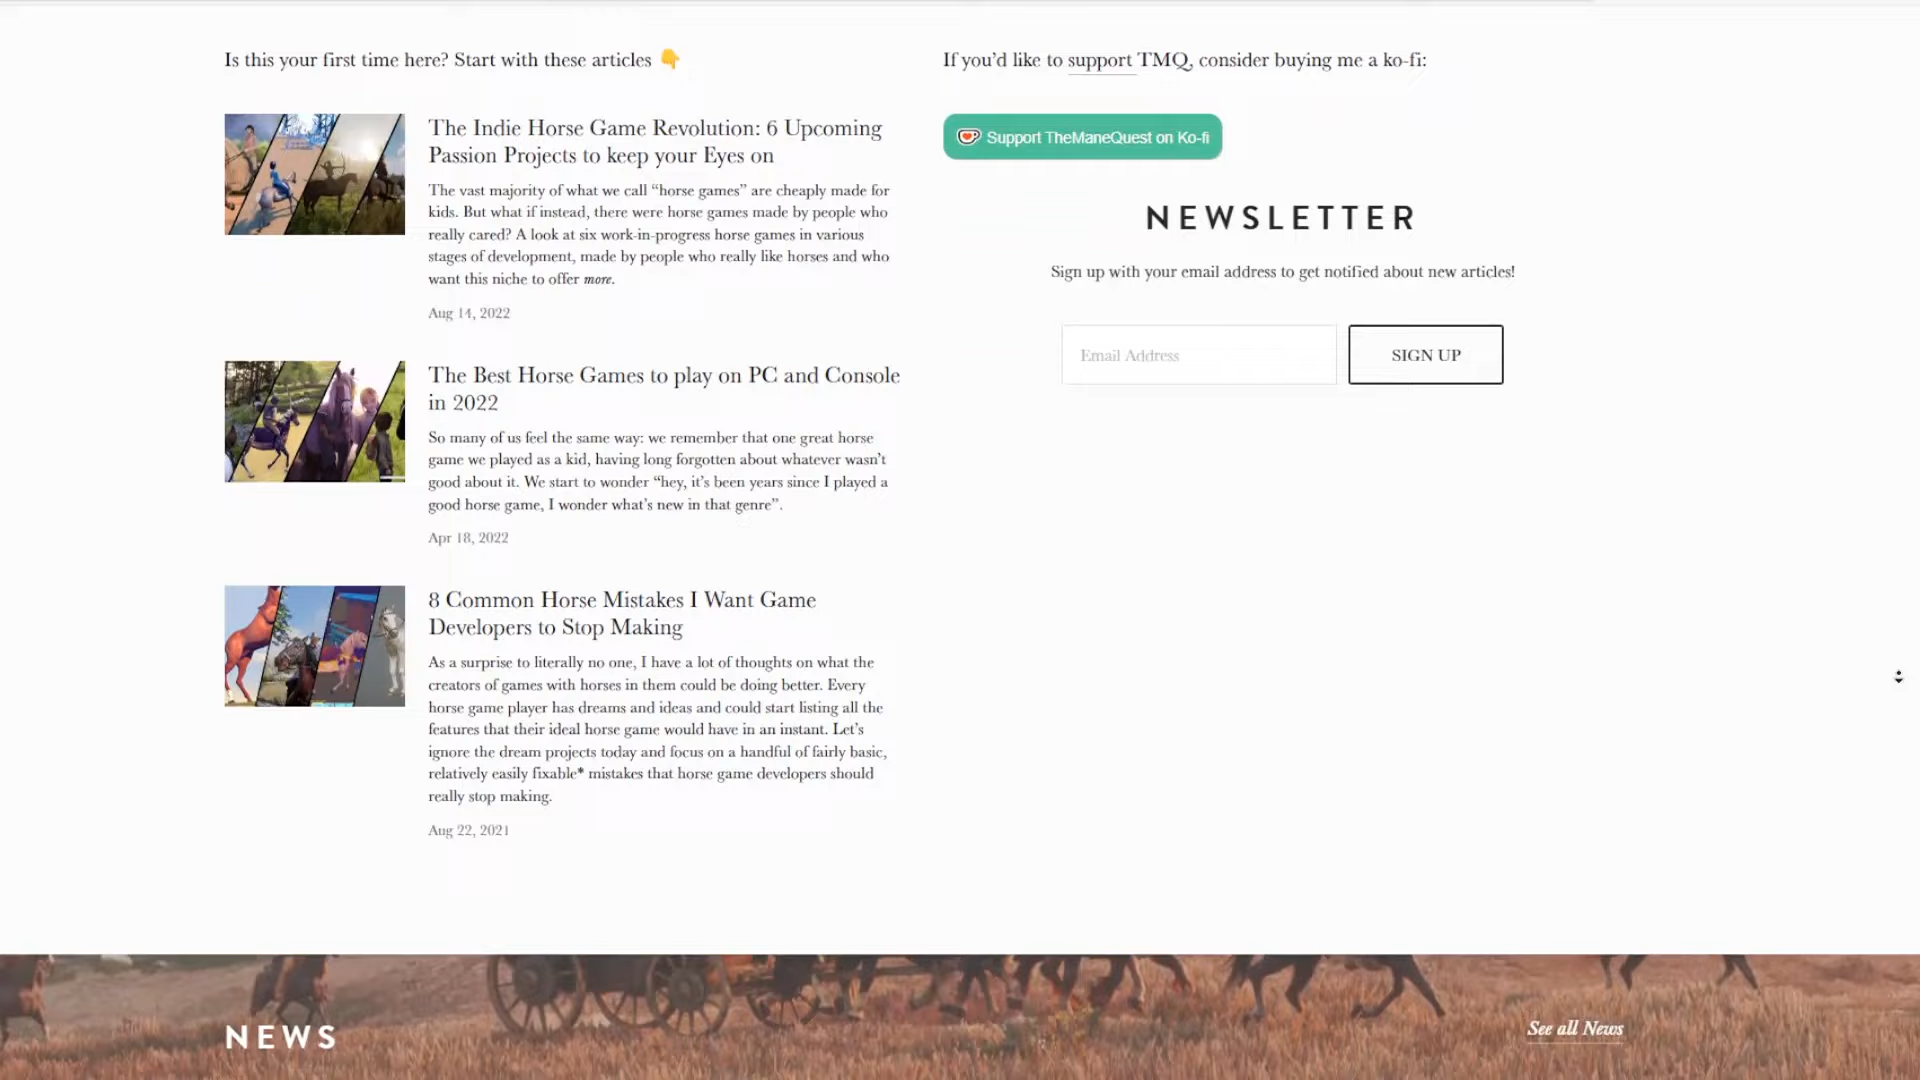 Is this your first time here? Start with these articles 👇
The Indie Horse Game Revolution: 6 Upcoming
Passion Projects to keep your Eyes on
The vast majority of what we call “horse games” are cheaply made for
kids. But what if instead, there were horse games made by people who
really cared? A look at six work-in-progress horse games in various
stages of development, made by people who really like horses and who
want this niche to offer more.
Aug 14, 2022
The Best Horse Games to play on PC and Console
in 2022
So many of us feel the same way: we remember that one great horse
game we played as a kid, having long forgotten about whatever wasn’t
good about it. We start to wonder “hey, it’s been years since I played a
good horse game, I wonder what’s new in that genre”.
Apr 18, 2022
8 Common Horse Mistakes I Want Game
Developers to Stop Making
As a surprise to literally no one, I have a lot of thoughts on what the
creators of games with horses in them could be doing better. Every
horse game player has dreams and ideas and could start listing all the
features that their ideal horse game would have in an instant. Let’s
ignore the dream projects today and focus on a handful of fairly basic,
relatively easily fixable* mistakes that horse game developers should
really stop making.
Aug 22, 2021
If you’d like to support TMQ, consider buying me a ko-fi:
Support TheManeQuest on Ko-fi
NEWSLETTER
Sign up with your email address to get notified about new articles!
Email Address
SIGN UP
NEWS
See all News